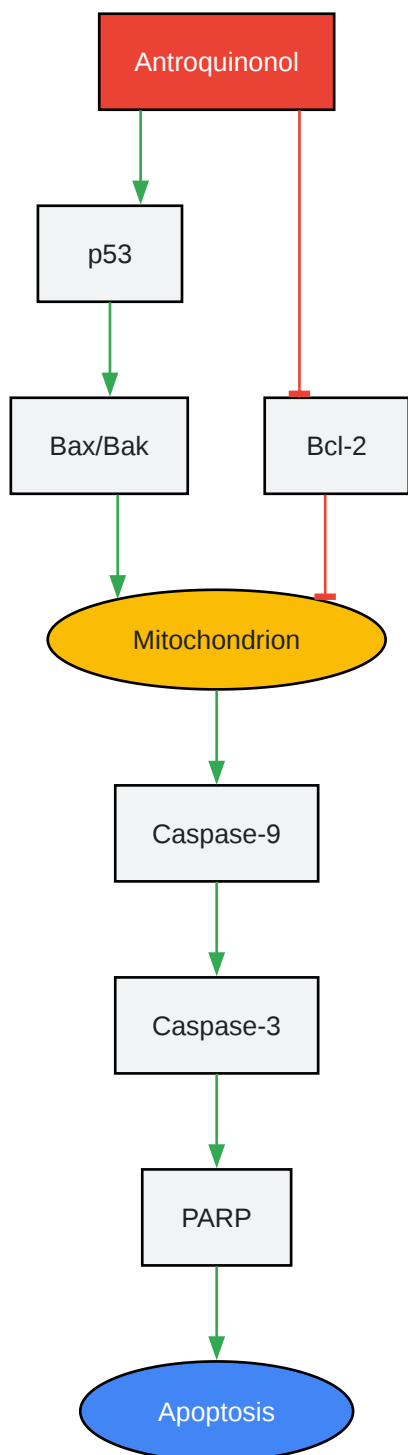 Antroquinonol
p53
Bax/Bak
Bcl-2
Mitochondrion
Caspase-9
Caspase-3
PARP
Apoptosis